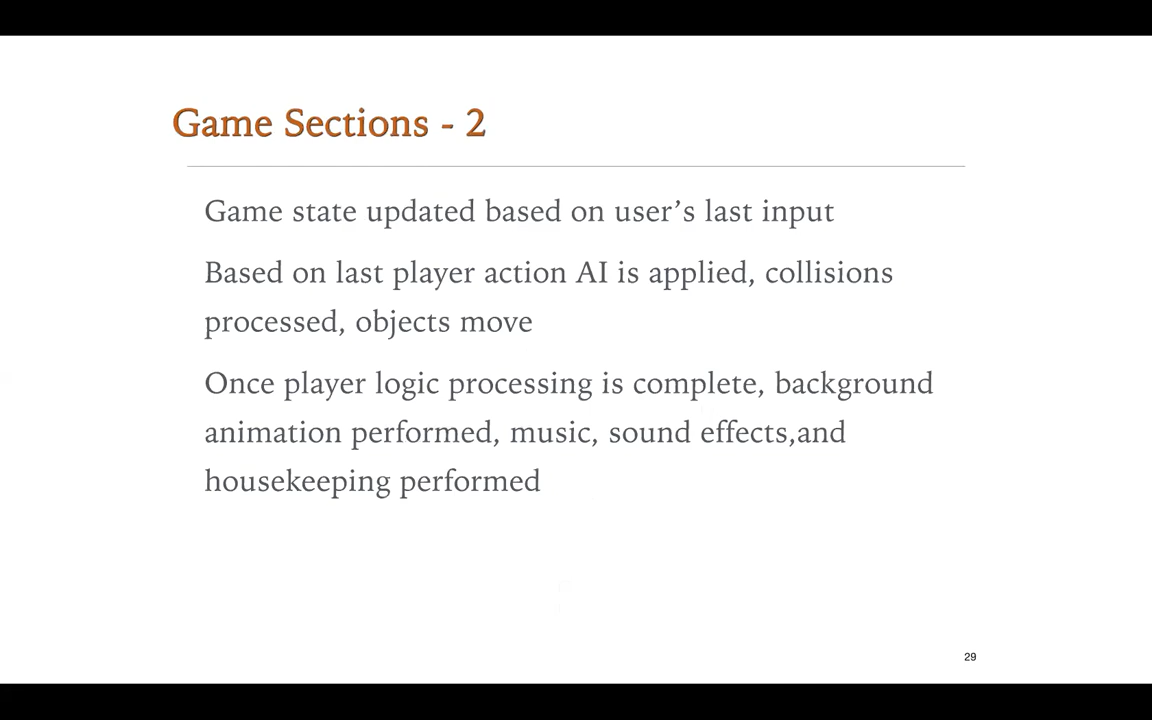 Game Sections - 2
Game state updated based on user’s last input
Based on last player action AI is applied, collisions
processed, objects move
Once player logic processing is complete, background
animation performed, music, sound effects,and
housekeeping performed
29